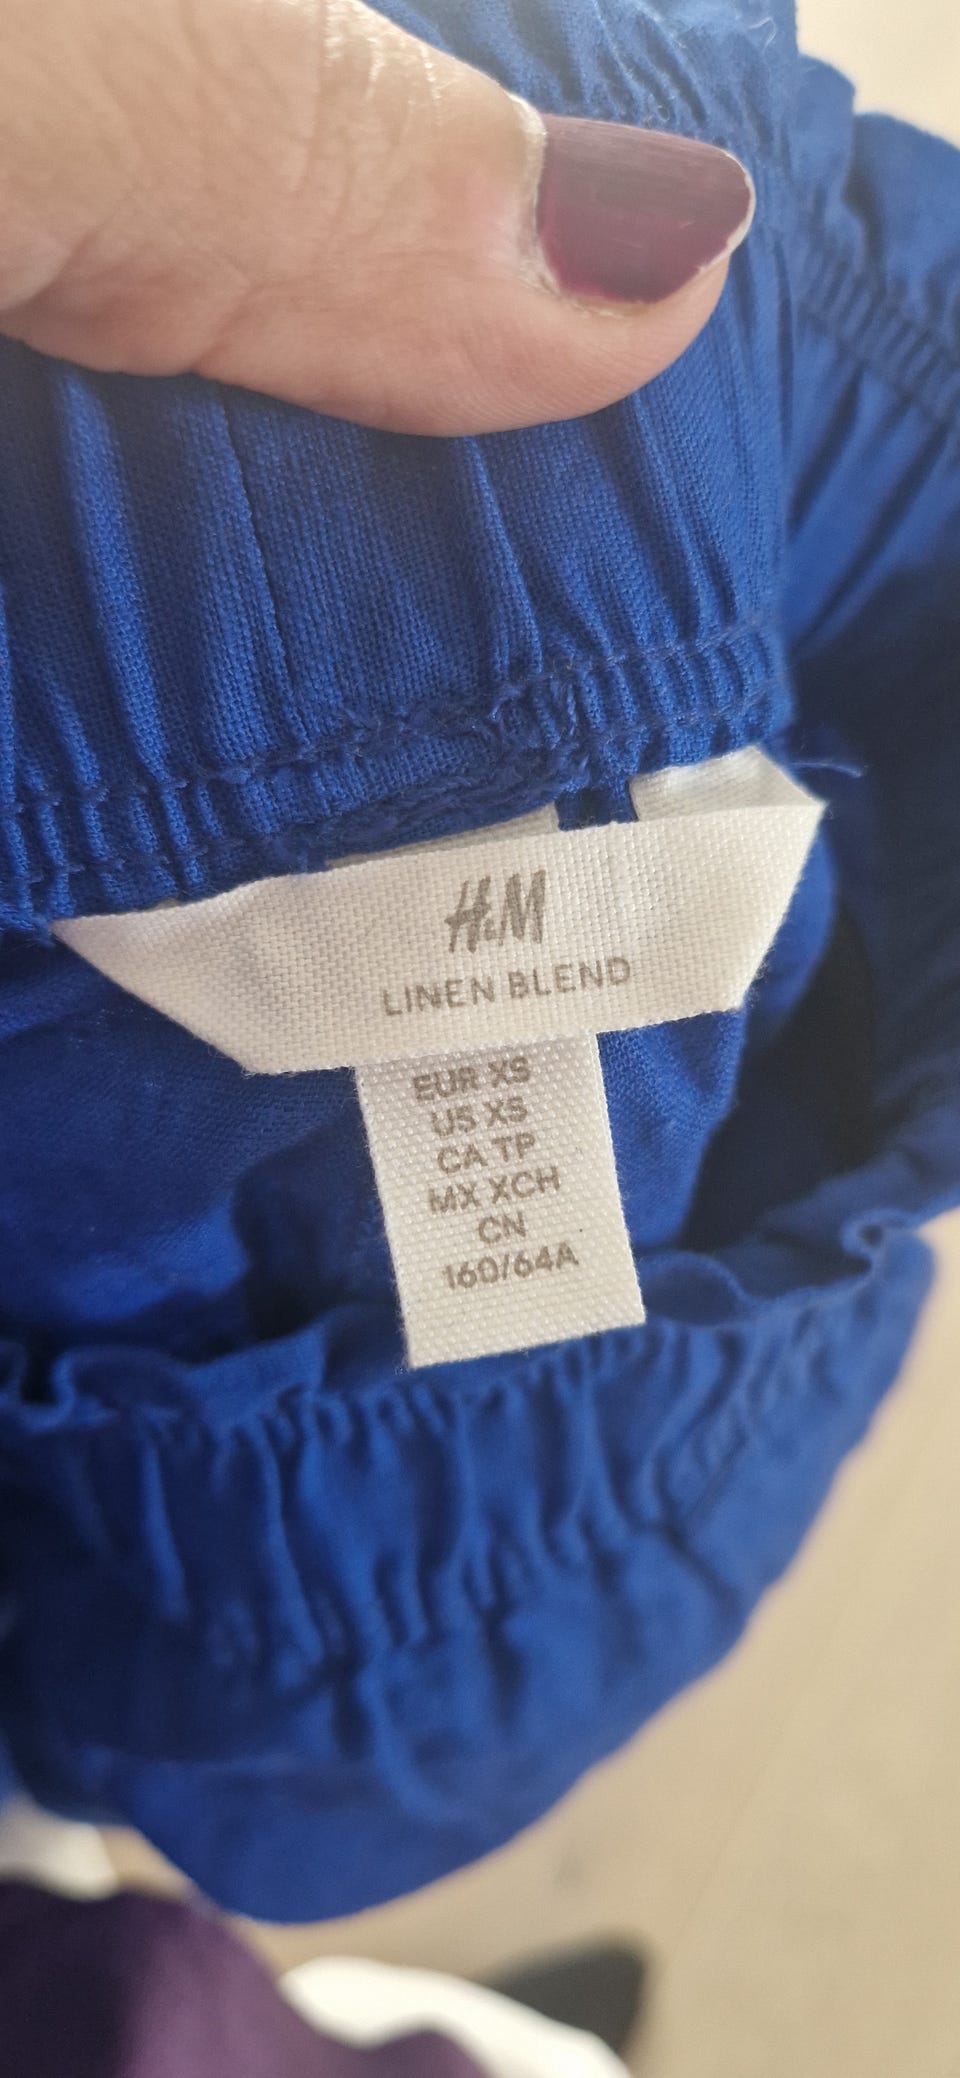 H&M
LINEN BLEND
EUR XS
US XS
CA TP
MX XCH
CN
160/64A